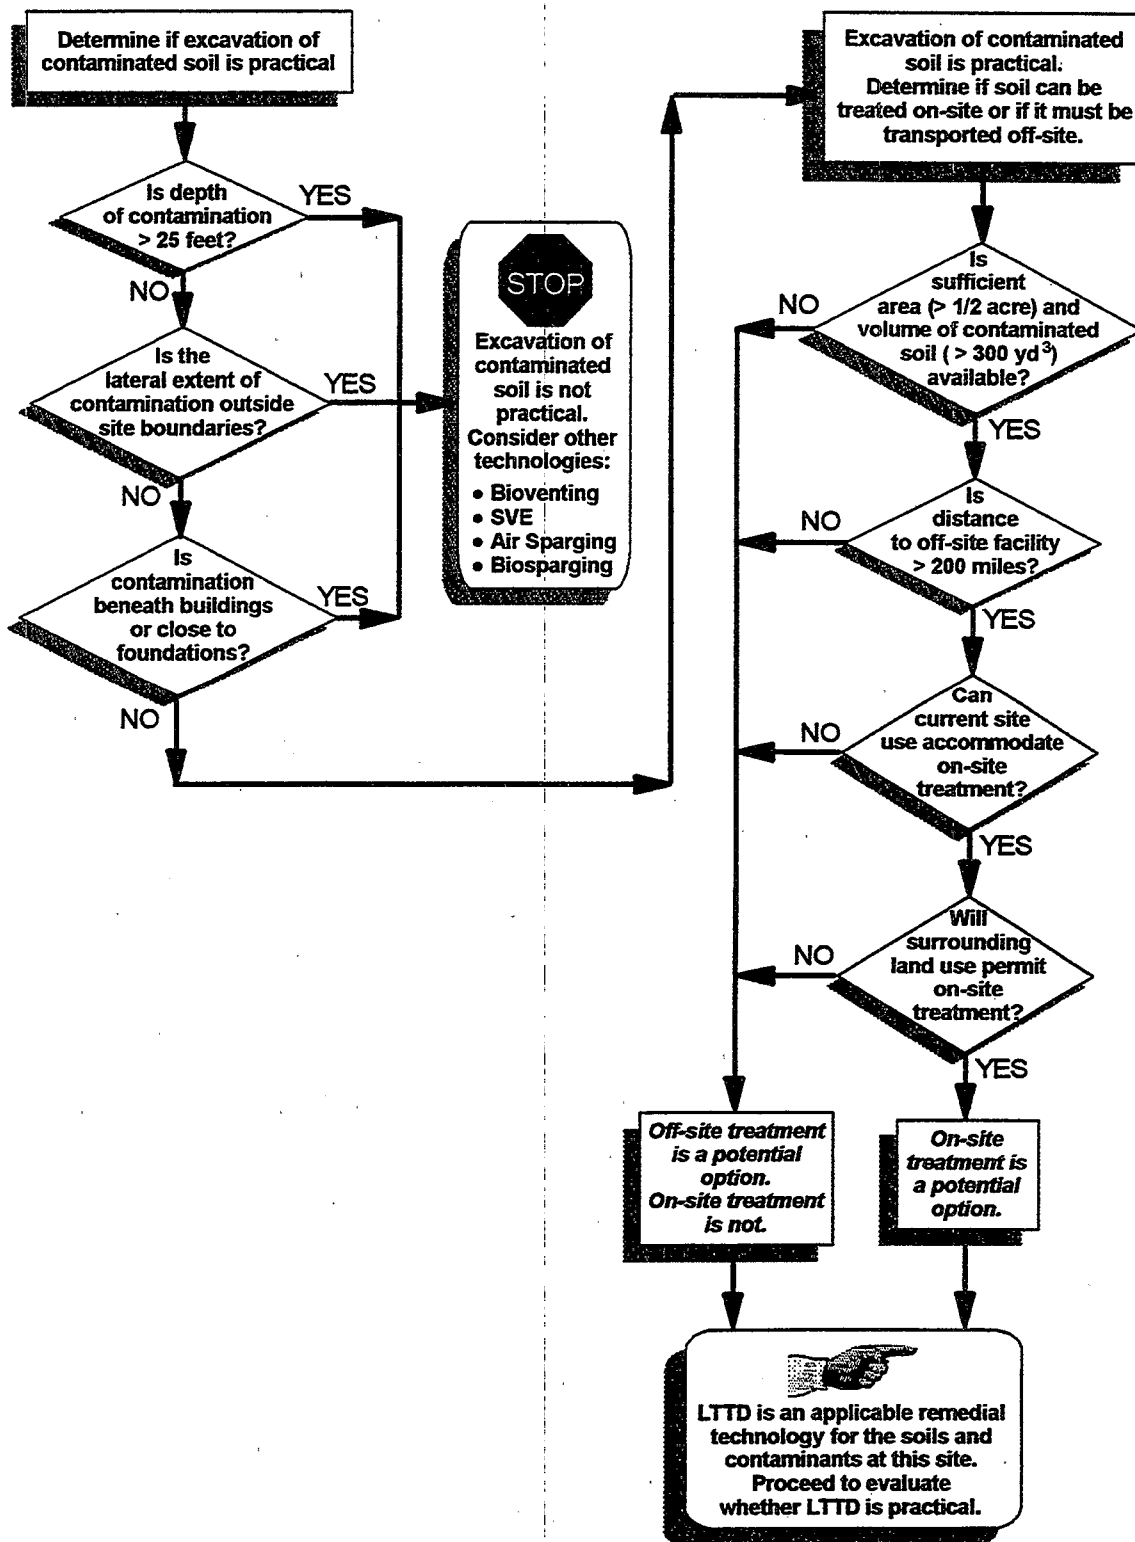 Determine if excavation of
contaminated soil is practical
Is depth
of contamination
> 25 feet?
YES
NO
Is the
lateral extent of
contamination outside
site boundaries?
YES
NO
Is
contamination
beneath buildings
or close to
foundations?
YES
NO
STOP
Excavation of
contaminated
soil is not
practical.
Consider other
technologies:
● Bioventing
● SVE
● Air Sparging
● Biosparging
Excavation of contaminated
soil is practical.
Determine if soil can be
treated on-site or if it must be
transported off-site.
Is
sufficient
area (> 1/2 acre) and
volume of contaminated
soil ( > 300 yd³)
available?
NO
YES
Is
distance
to off-site facility
> 200 miles?
NO
YES
Can
current site
use accommodate
on-site
treatment?
NO
YES
Will
surrounding
land use permit
on-site
treatment?
NO
YES
Off-site treatment
is a potential
option.
On-site treatment
is not.
On-site
treatment is
a potential
option.
LTTD is an applicable remedial
technology for the soils and
contaminants at this site.
Proceed to evaluate
whether LTTD is practical.